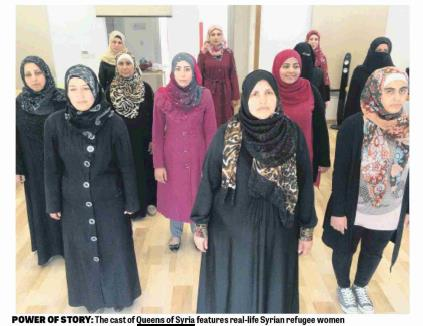 POWER OF STORY: The cast of Queens of Syria features real-life Syrian refugee women